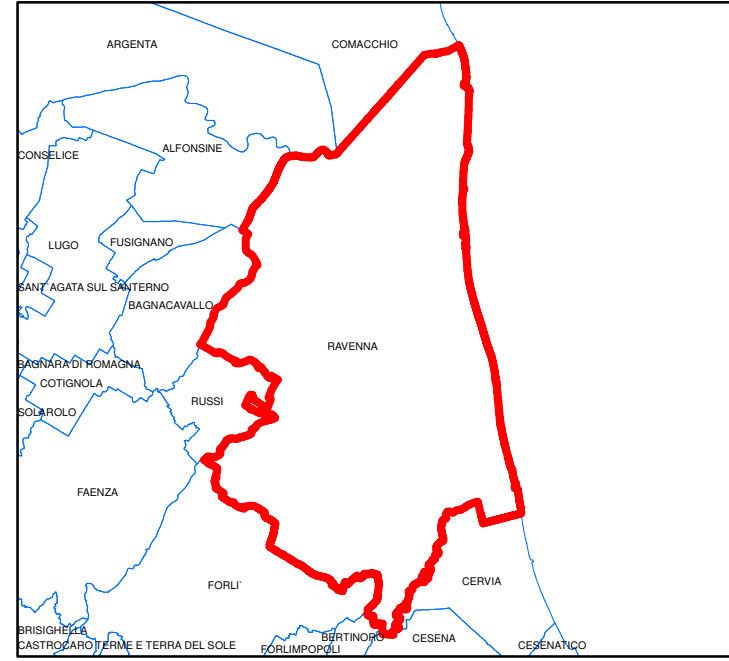 ARGENTA
COMACCHIO
CONSELICE
ALFONSINE
LUGO
FUSIGNANO
SANT`AGATA SUL SANTERNO
BAGNACAVALLO
RAVENNA
BAGNARA DI ROMAGNA
COTIGNOLA
RUSSI
SOLAROLO
FAENZA
FORLI`
CERVIA
BRISIGHELLA
BERTINORO
CESENA
CASTROCARO TERME E TERRA DEL SOLE
FORLIMPOPOLI
CESENATICO